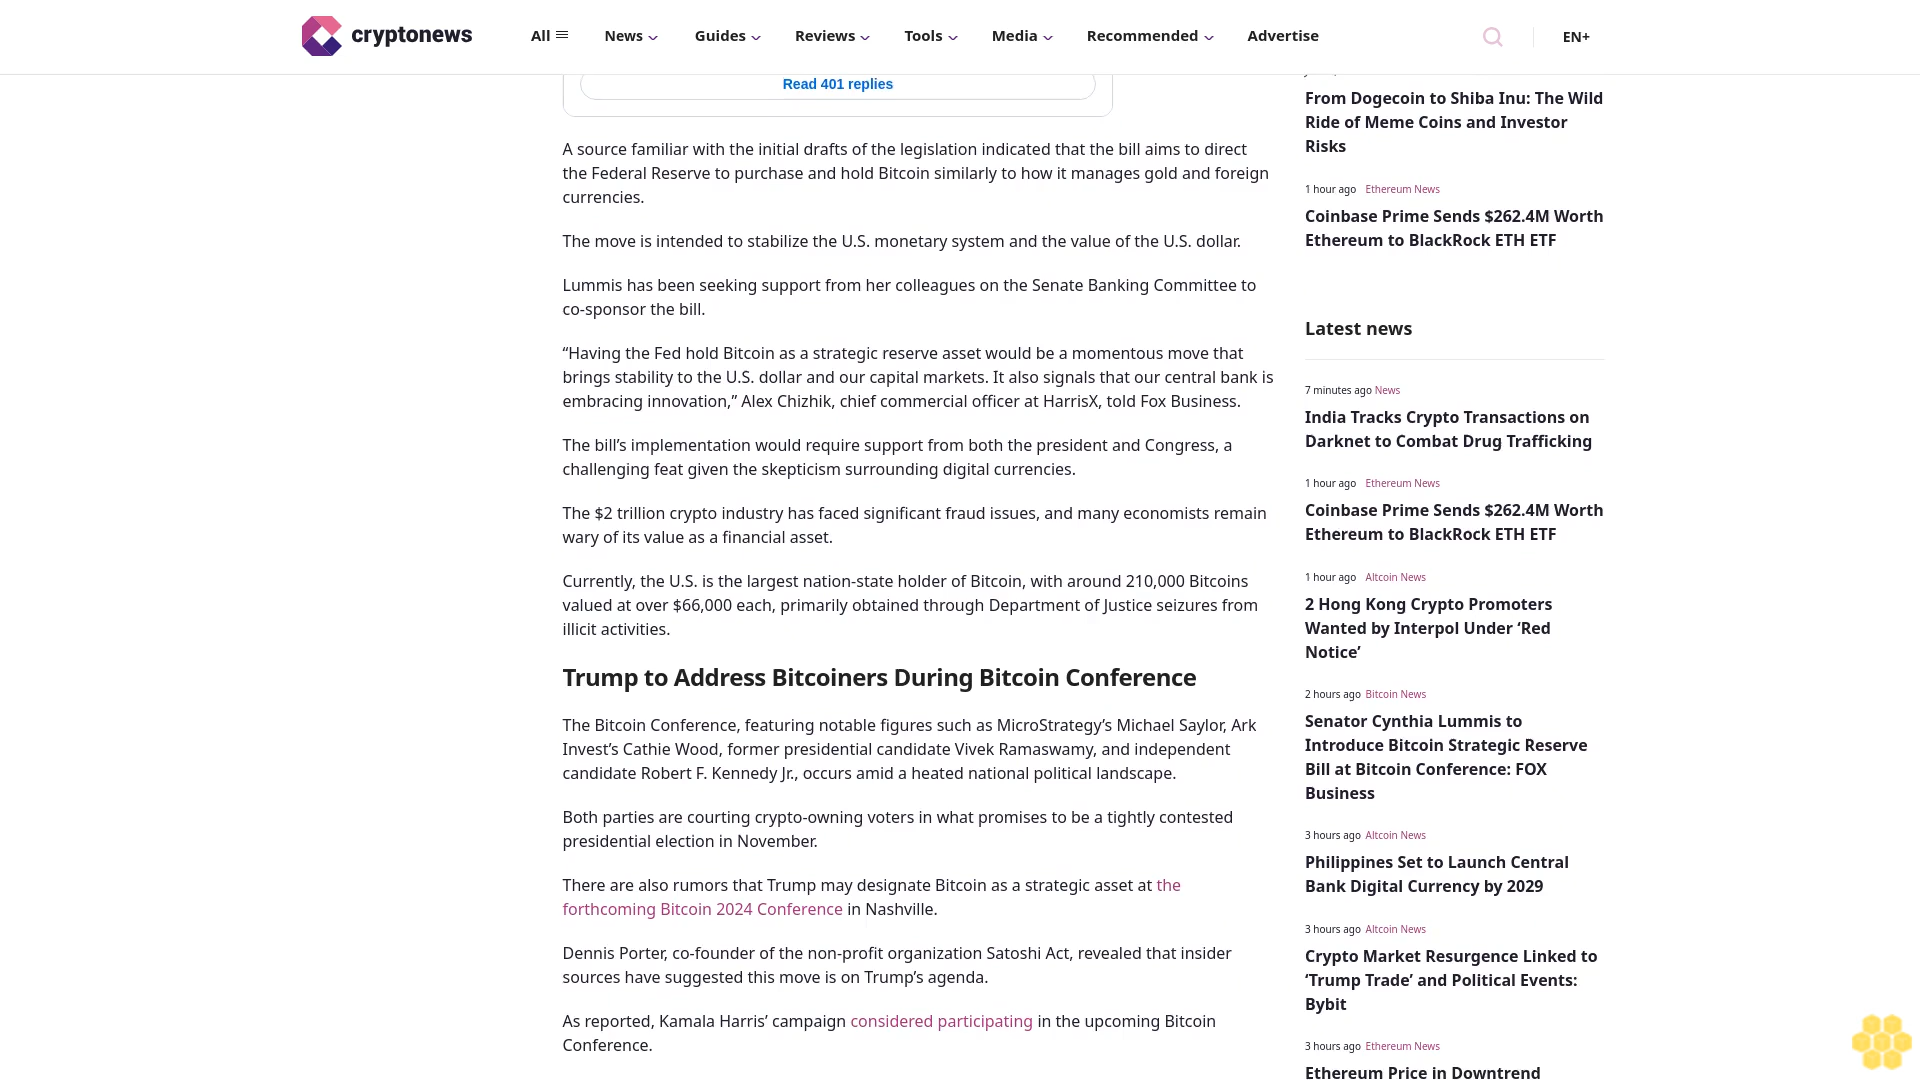 cryptonews
All
News
Guides
Reviews
Tools
Media
Recommended
Advertise
EN+
Read 401 replies
A source familiar with the initial drafts of the legislation indicated that the bill aims to direct
the Federal Reserve to purchase and hold Bitcoin similarly to how it manages gold and foreign
currencies.
The move is intended to stabilize the U.S. monetary system and the value of the U.S. dollar.
Lummis has been seeking support from her colleagues on the Senate Banking Committee to
co-sponsor the bill.
“Having the Fed hold Bitcoin as a strategic reserve asset would be a momentous move that
brings stability to the U.S. dollar and our capital markets. It also signals that our central bank is
embracing innovation,” Alex Chizhik, chief commercial officer at HarrisX, told Fox Business.
The bill’s implementation would require support from both the president and Congress, a
challenging feat given the skepticism surrounding digital currencies.
The $2 trillion crypto industry has faced significant fraud issues, and many economists remain
wary of its value as a financial asset.
Currently, the U.S. is the largest nation-state holder of Bitcoin, with around 210,000 Bitcoins
valued at over $66,000 each, primarily obtained through Department of Justice seizures from
illicit activities.
Trump to Address Bitcoiners During Bitcoin Conference
The Bitcoin Conference, featuring notable figures such as MicroStrategy’s Michael Saylor, Ark
Invest’s Cathie Wood, former presidential candidate Vivek Ramaswamy, and independent
candidate Robert F. Kennedy Jr., occurs amid a heated national political landscape.
Both parties are courting crypto-owning voters in what promises to be a tightly contested
presidential election in November.
There are also rumors that Trump may designate Bitcoin as a strategic asset at the
forthcoming Bitcoin 2024 Conference in Nashville.
Dennis Porter, co-founder of the non-profit organization Satoshi Act, revealed that insider
sources have suggested this move is on Trump’s agenda.
As reported, Kamala Harris’ campaign considered participating in the upcoming Bitcoin
Conference.
From Dogecoin to Shiba Inu: The Wild
Ride of Meme Coins and Investor
Risks
1 hour ago Ethereum News
Coinbase Prime Sends $262.4M Worth
Ethereum to BlackRock ETH ETF
Latest news
7 minutes ago News
India Tracks Crypto Transactions on
Darknet to Combat Drug Trafficking
1 hour ago Ethereum News
Coinbase Prime Sends $262.4M Worth
Ethereum to BlackRock ETH ETF
1 hour ago Altcoin News
2 Hong Kong Crypto Promoters
Wanted by Interpol Under ‘Red
Notice’
2 hours ago Bitcoin News
Senator Cynthia Lummis to
Introduce Bitcoin Strategic Reserve
Bill at Bitcoin Conference: FOX
Business
3 hours ago Altcoin News
Philippines Set to Launch Central
Bank Digital Currency by 2029
3 hours ago Altcoin News
Crypto Market Resurgence Linked to
‘Trump Trade’ and Political Events:
Bybit
3 hours ago Ethereum News
Ethereum Price in Downtrend